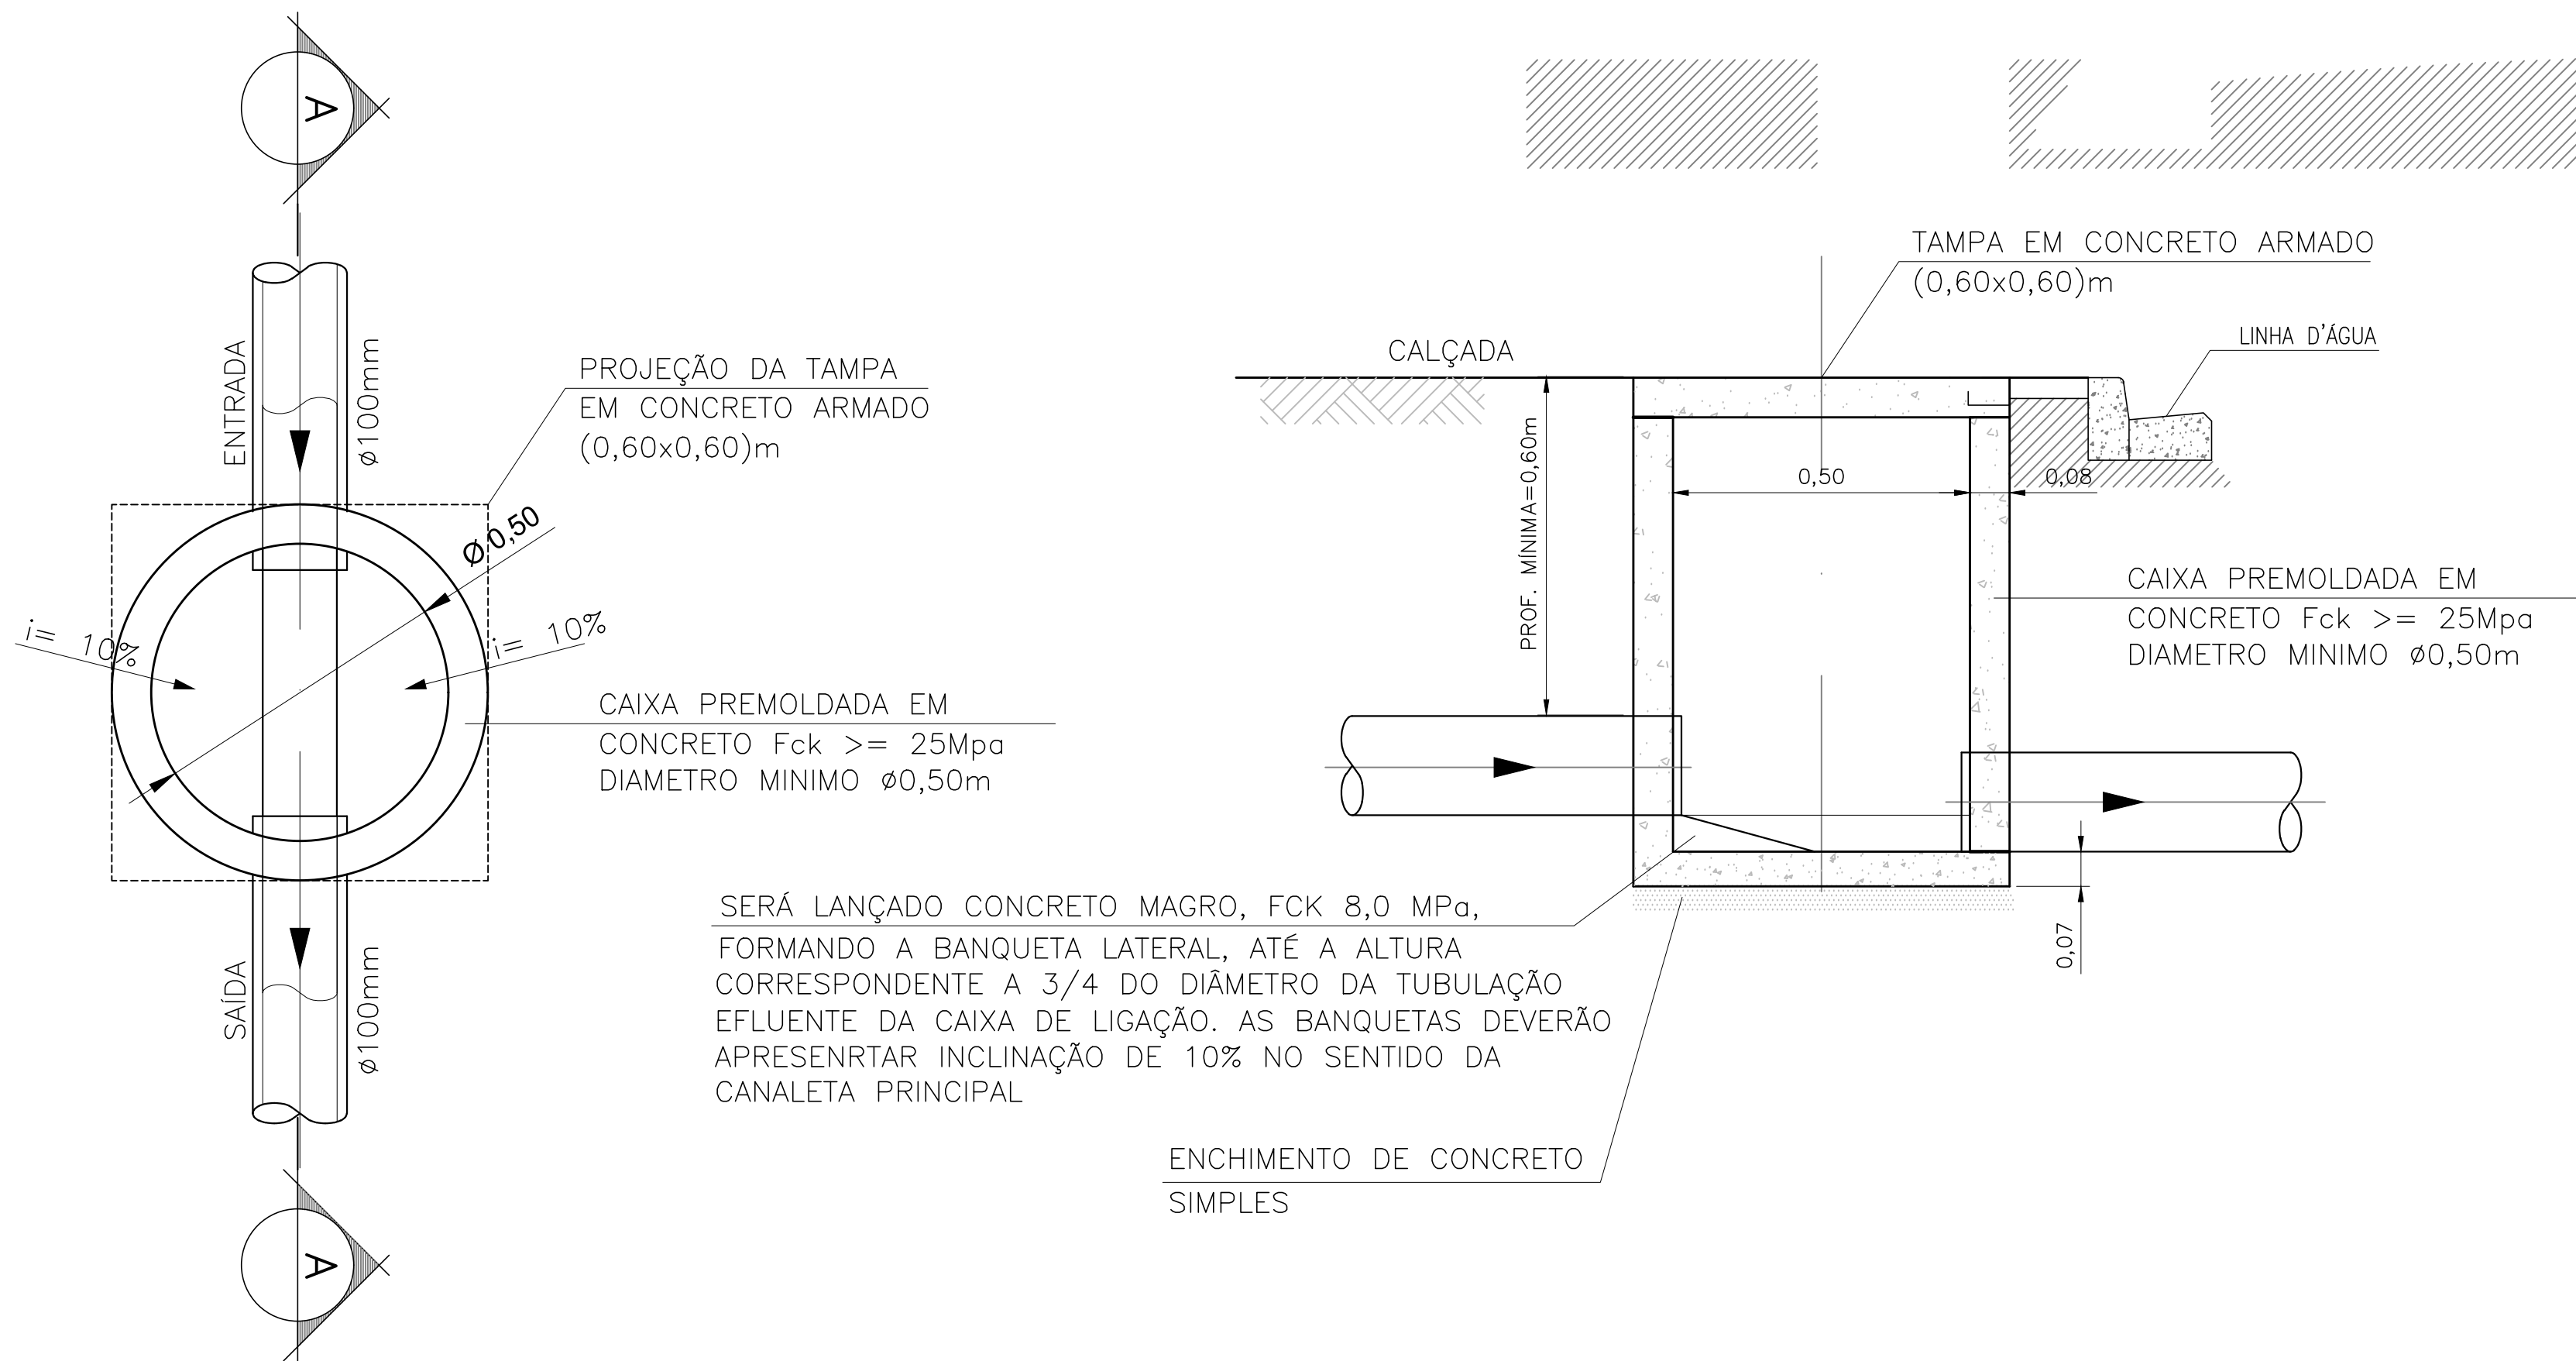 A
ENTRADA
ø100mm
PROJEÇÃO DA TAMPA
EM CONCRETO ARMADO
(0,60x0,60)m
Ø 0,50
i= 10%
i= 10%
CAIXA PREMOLDADA EM
CONCRETO Fck >= 25Mpa
DIAMETRO MINIMO ø0,50m
SAÍDA
ø100mm
A
TAMPA EM CONCRETO ARMADO
(0,60x0,60)m
CALÇADA
LINHA D'ÁGUA
PROF. MÍNIMA=0,60m
0,50
0,08
CAIXA PREMOLDADA EM
CONCRETO Fck >= 25Mpa
DIAMETRO MINIMO ø0,50m
0,07
SERÁ LANÇADO CONCRETO MAGRO, FCK 8,0 MPa,
FORMANDO A BANQUETA LATERAL, ATÉ A ALTURA
CORRESPONDENTE A 3/4 DO DIÂMETRO DA TUBULAÇÃO
EFLUENTE DA CAIXA DE LIGAÇÃO. AS BANQUETAS DEVERÃO
APRESENRTAR INCLINAÇÃO DE 10% NO SENTIDO DA
CANALETA PRINCIPAL
ENCHIMENTO DE CONCRETO
SIMPLES